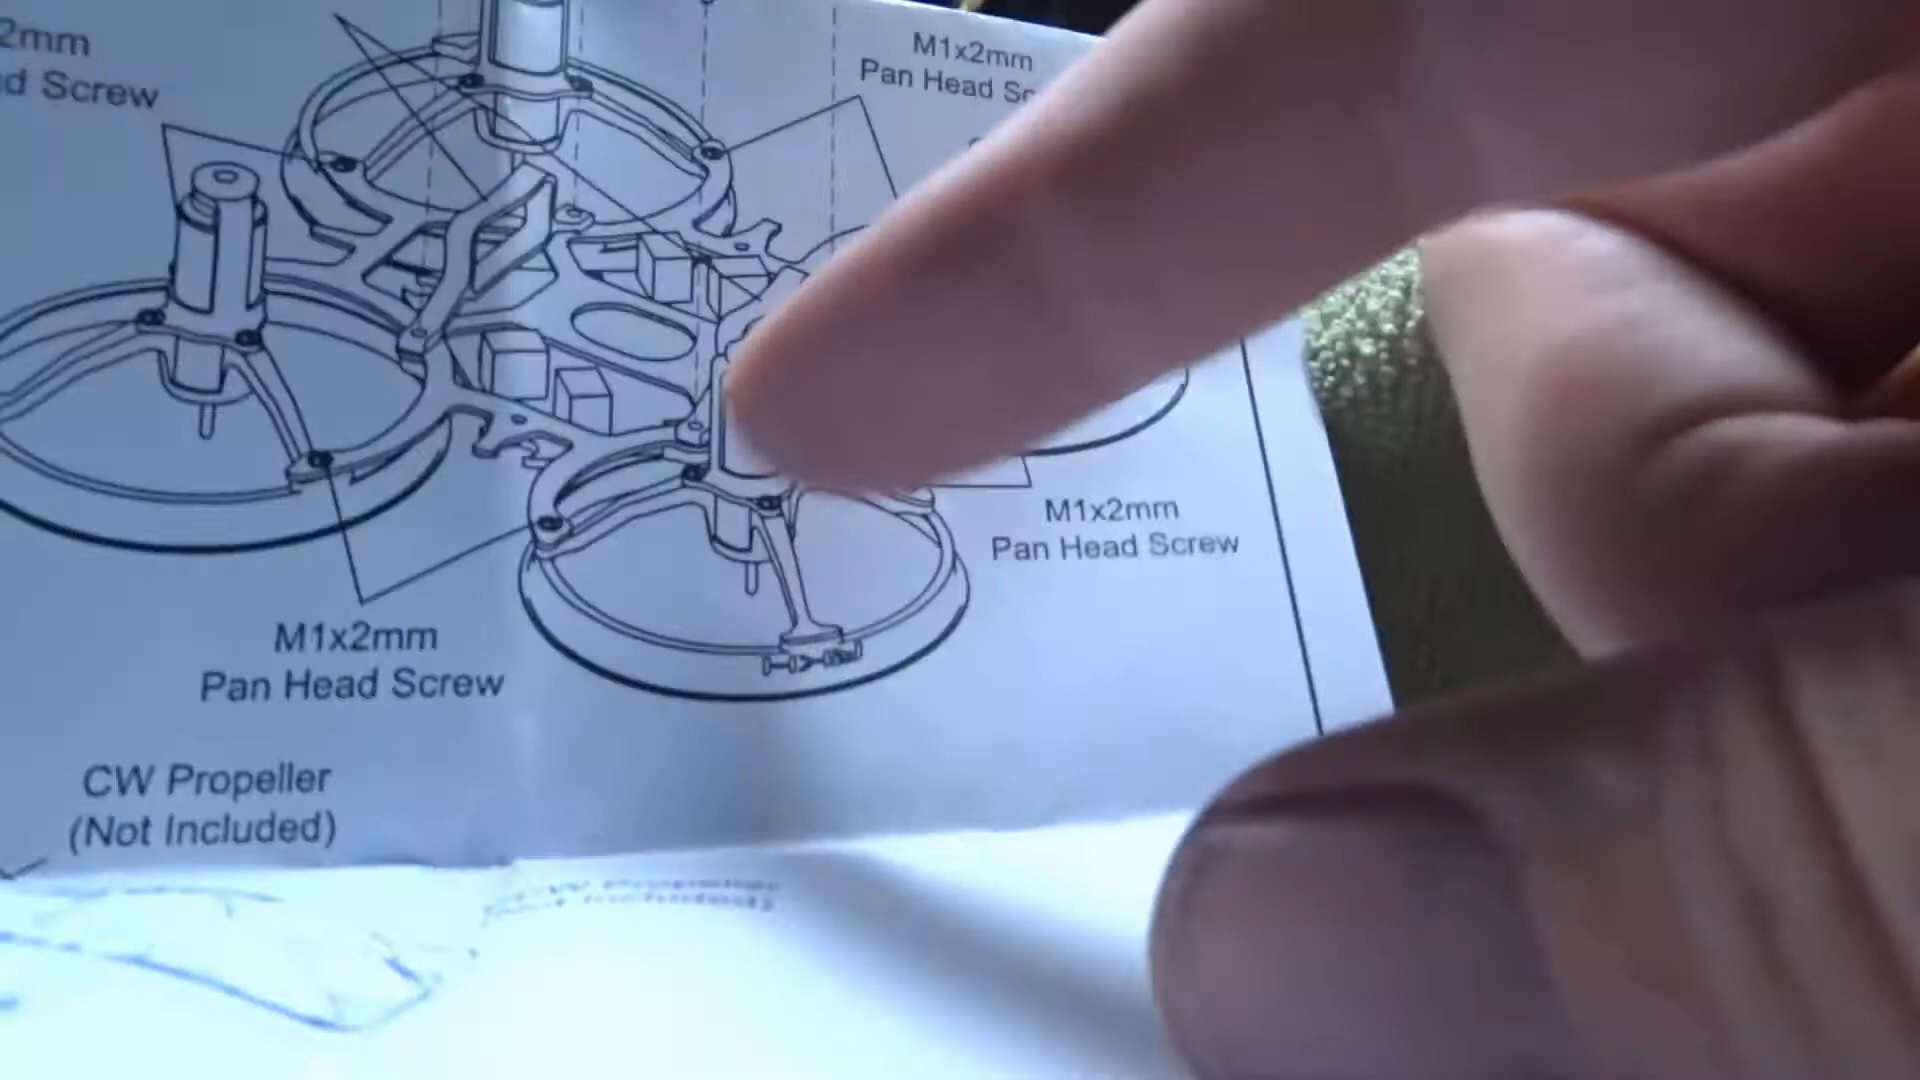 2mm
d Screw
M1x2mm
Pan Head Sc
M1x2mm
Pan Head Screw
M1x2mm
Pan Head Screw
CW Propeller
(Not Included)